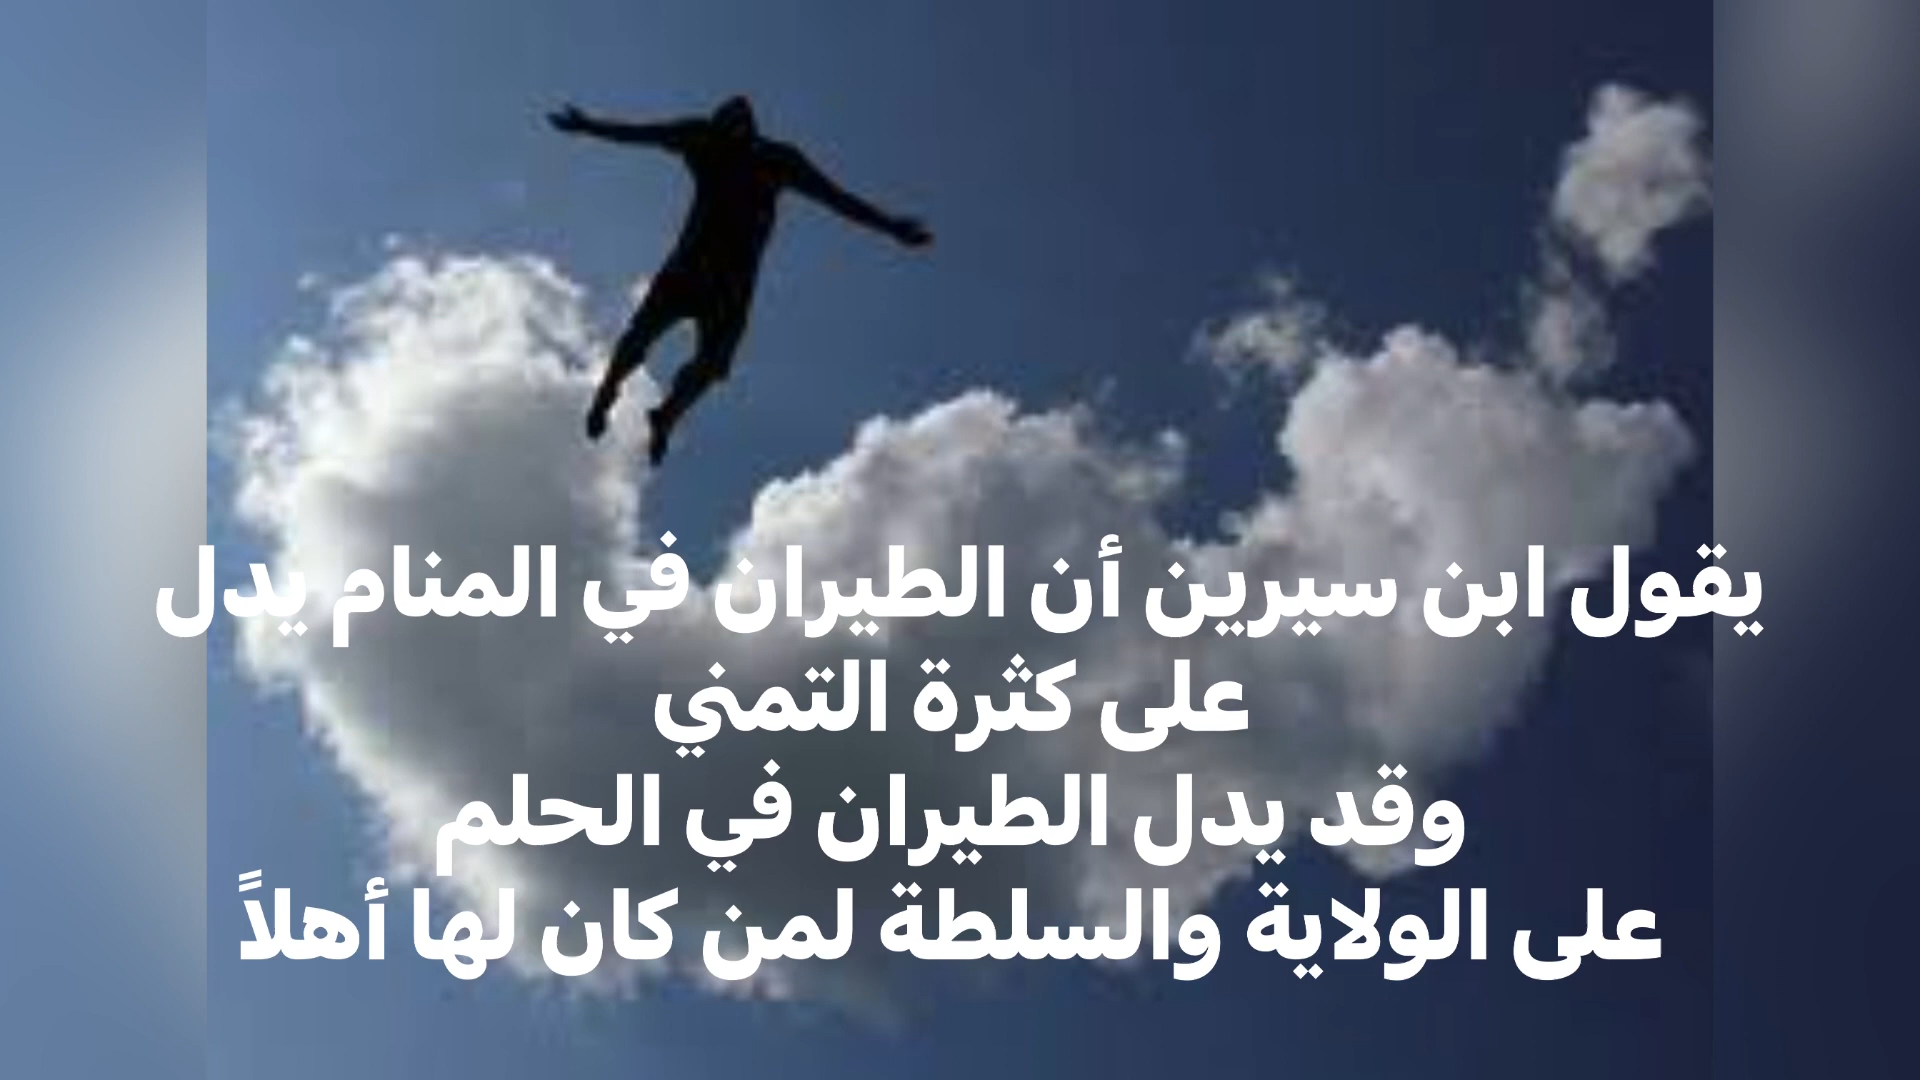 يقول ابن سيرين أن الطيران في المنام يدل
على كثرة التمني
وقد يدل الطيران في الحلم
على الولاية والسلطة لمن كان لها أهلاً